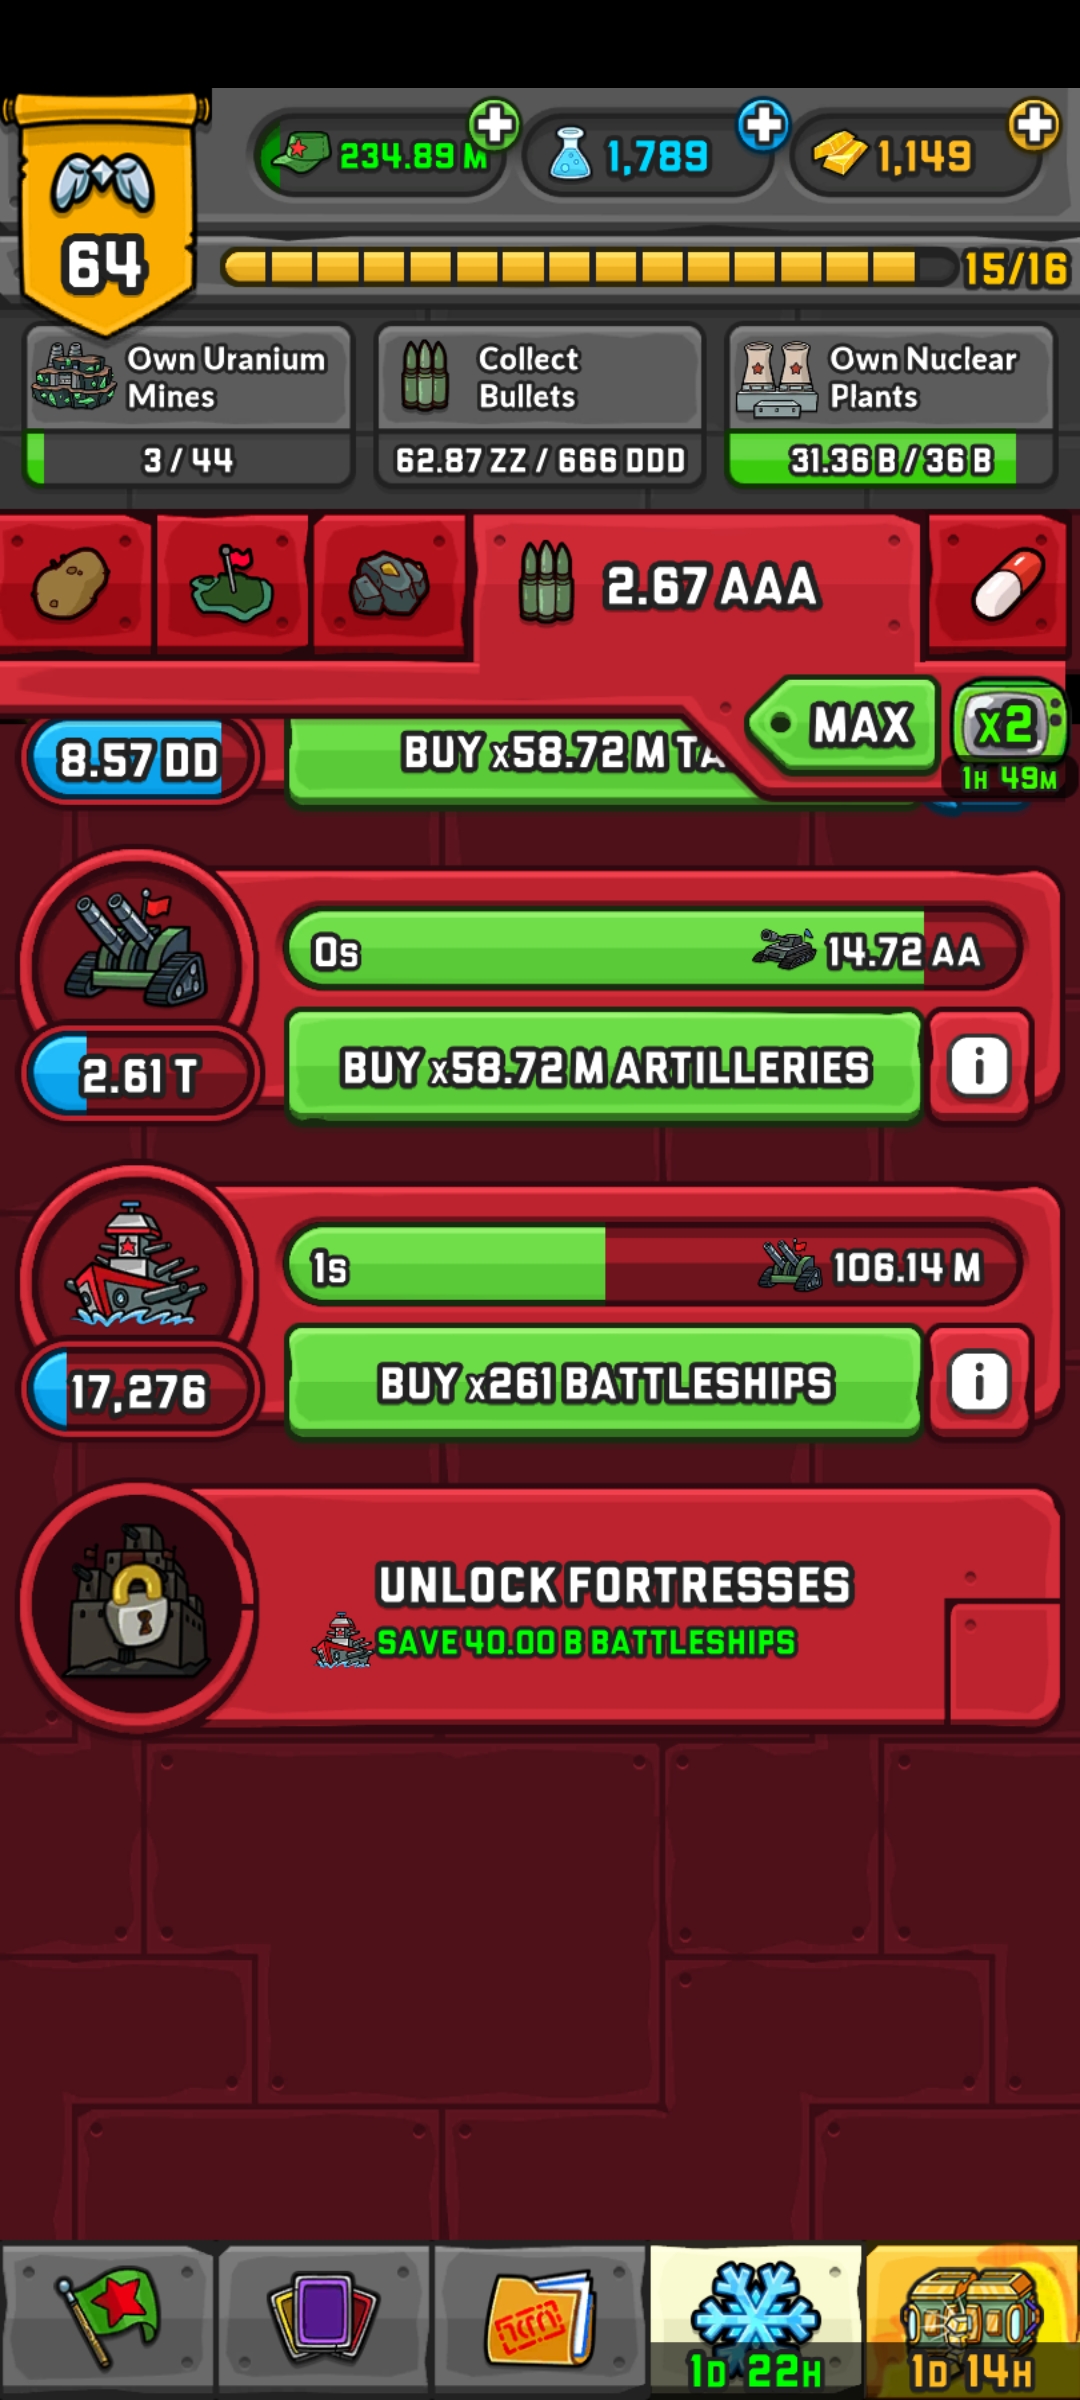 234.89 M
1,789
1,149
64
15/16
Own Uranium
Mines
3 / 44
Collect
Bullets
62.87 ZZ / 666 DDD
Own Nuclear
Plants
31.36 B / 36 B
2.67 AAA
MAX
x2
1H 49M
8.57 DD
BUY x58.72 M TA
0s
14.72 AA
2.61 T
BUY x58.72 M ARTILLERIES
i
1s
106.14 M
17,276
BUY x261 BATTLESHIPS
i
UNLOCK FORTRESSES
SAVE 40.00 B BATTLESHIPS
1D 22H
1D 14H